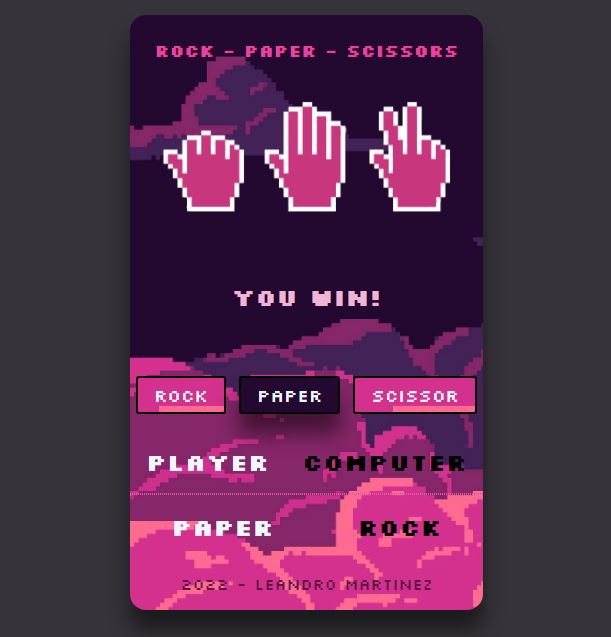 ROCK - PAPER - SCISSORS
YOU WIN!
ROCK PAPER SCISSOR
PLAYER COMPUTER
PAPER ROCK
2022 - LEANDRO MARTINEZ